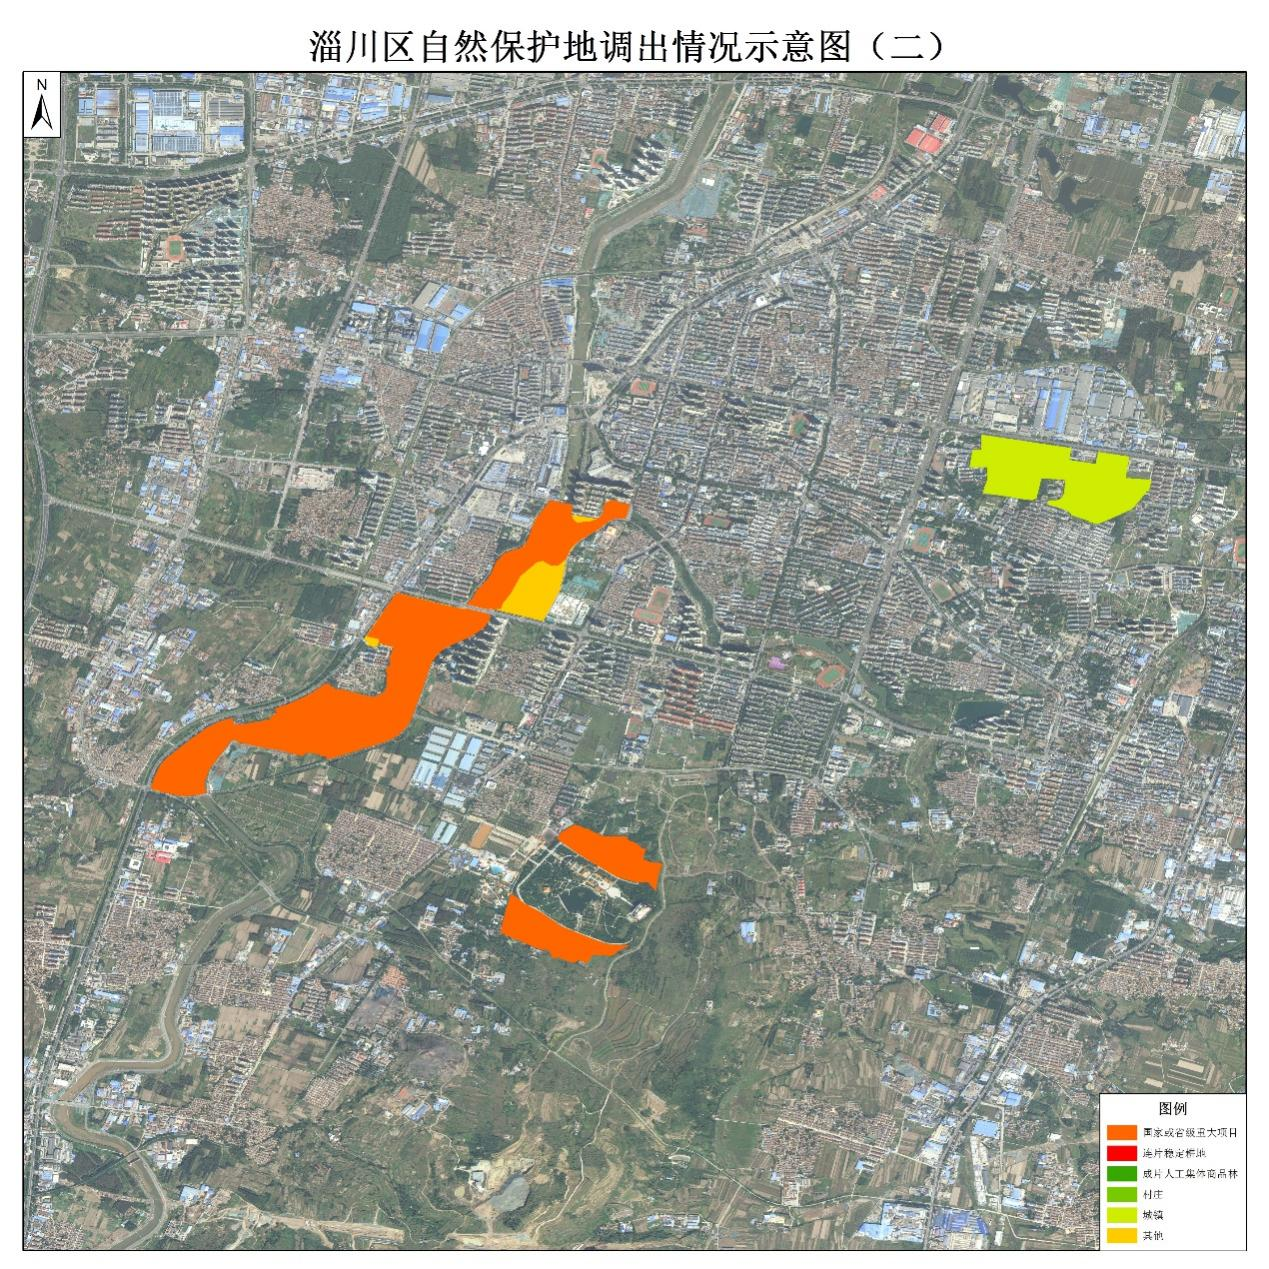 淄川区自然保护地调出情况示意图（二）
N
图例
国家或省级重大项目
连片稳定耕地
成片人工集体商品林
村庄
城镇
其他